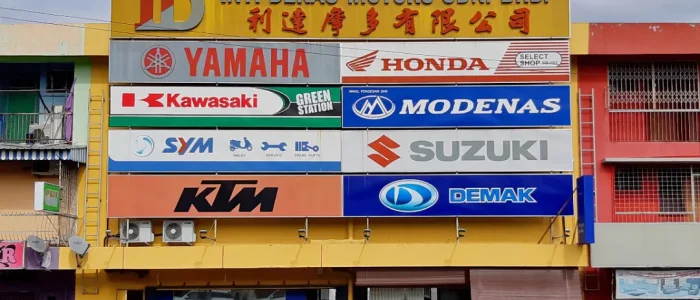 利達摩多有限公司
YAMAHA
HONDA
SELECT
SHOP
Kawasaki
GREEN
STATION
MODENAS
SYM
SUZUKI
KTM
DEMAK